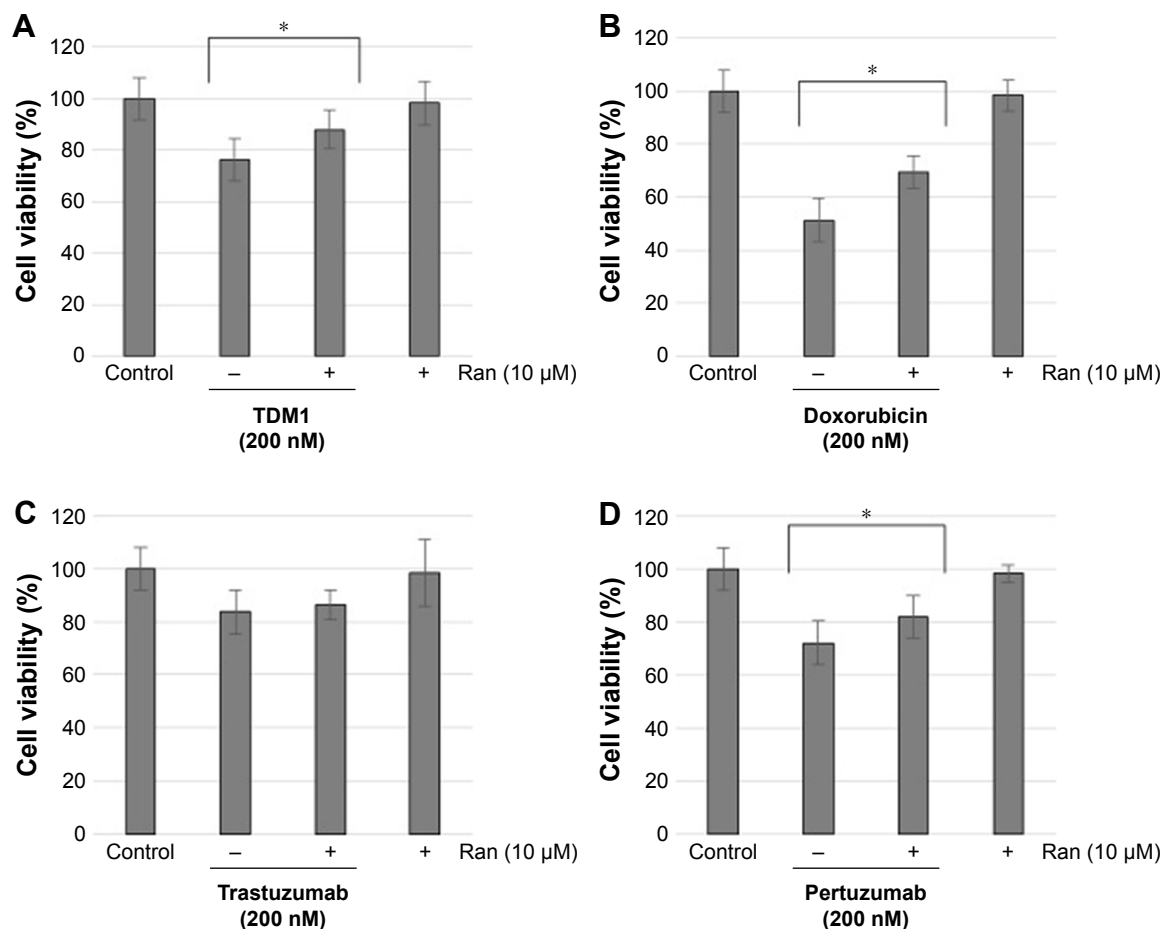 A
Cell viability (%)
120
100
80
60
40
20
0
*
Control – + + Ran (10 µM)
TDM1
(200 nM)
B
Cell viability (%)
120
100
80
60
40
20
0
*
Control – + + Ran (10 µM)
Doxorubicin
(200 nM)
C
Cell viability (%)
120
100
80
60
40
20
0
Control – + + Ran (10 µM)
Trastuzumab
(200 nM)
D
Cell viability (%)
120
100
80
60
40
20
0
*
Control – + + Ran (10 µM)
Pertuzumab
(200 nM)